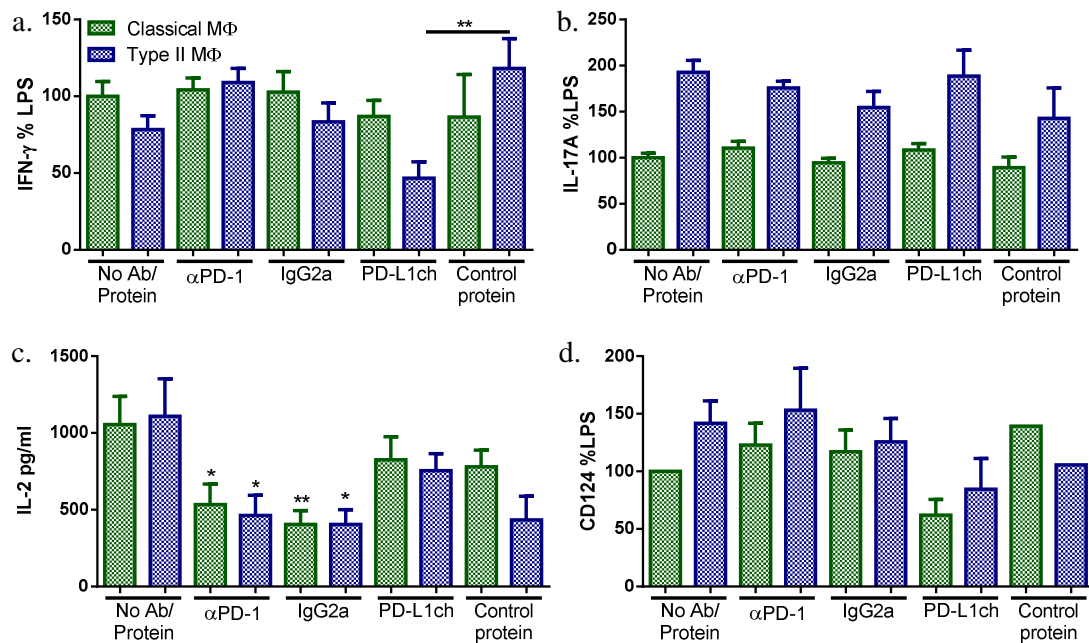 a.
IFN-γ % LPS
150
100
50
0
Classical MΦ
Type II MΦ
**
No Ab/
Protein
αPD-1
IgG2a
PD-L1ch
Control
protein
b.
IL-17A %LPS
250
200
150
100
50
0
No Ab/
Protein
αPD-1
IgG2a
PD-L1ch
Control
protein
c.
IL-2 pg/ml
1500
1000
500
0
*
*
**
*
No Ab/
Protein
αPD-1
IgG2a
PD-L1ch
Control
protein
d.
CD124 %LPS
200
150
100
50
0
No Ab/
Protein
αPD-1
IgG2a
PD-L1ch
Control
protein